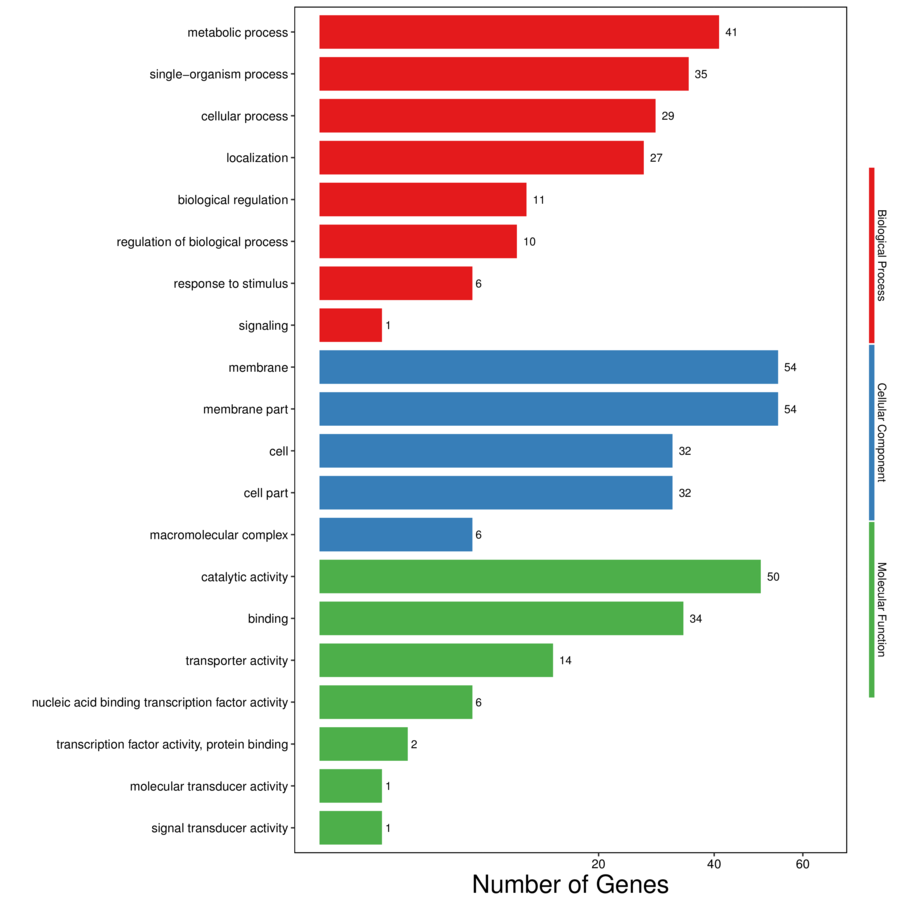 metabolic process 41
single−organism process 35
cellular process 29
localization 27
biological regulation 11
regulation of biological process 10
response to stimulus 6
signaling 1
membrane 54
membrane part 54
cell 32
cell part 32
macromolecular complex 6
catalytic activity 50
binding 34
transporter activity 14
nucleic acid binding transcription factor activity 6
transcription factor activity, protein binding 2
molecular transducer activity 1
signal transducer activity 1
20 40 60
Number of Genes
Biological Process
Cellular Component
Molecular Function